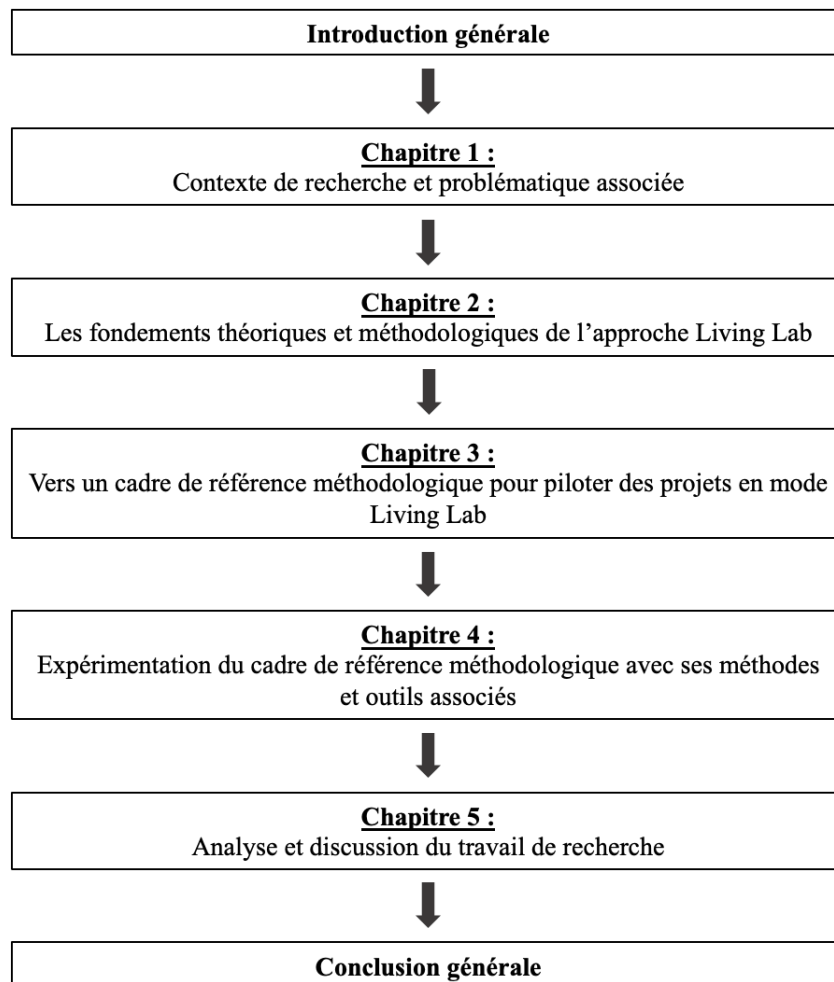 Introduction générale
Chapitre 1 :
Contexte de recherche et problématique associée
Chapitre 2 :
Les fondements théoriques et méthodologiques de l’approche Living Lab
Chapitre 3 :
Vers un cadre de référence méthodologique pour piloter des projets en mode
Living Lab
Chapitre 4 :
Expérimentation du cadre de référence méthodologique avec ses méthodes
et outils associés
Chapitre 5 :
Analyse et discussion du travail de recherche
Conclusion générale